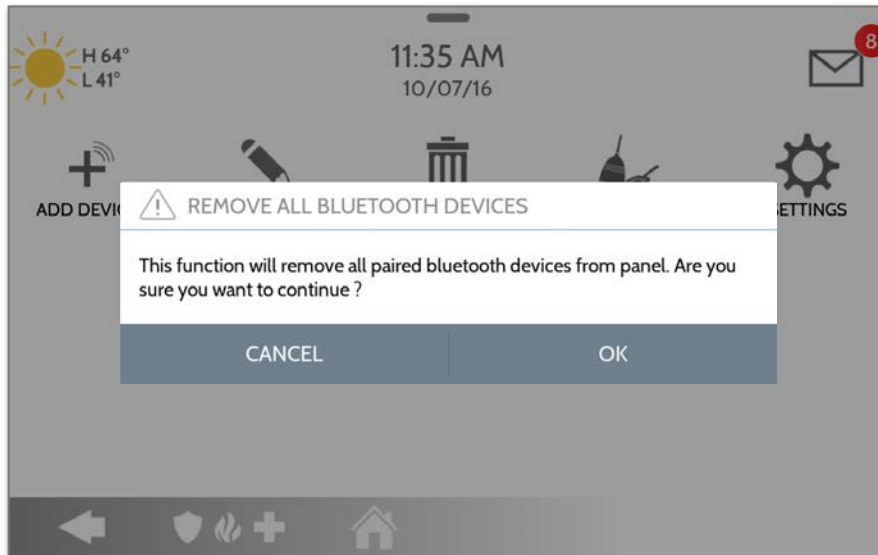 H 64°
L 41°
11:35 AM
10/07/16
8
ADD DEVI
SETTINGS
REMOVE ALL BLUETOOTH DEVICES
This function will remove all paired bluetooth devices from panel. Are you
sure you want to continue ?
CANCEL
OK